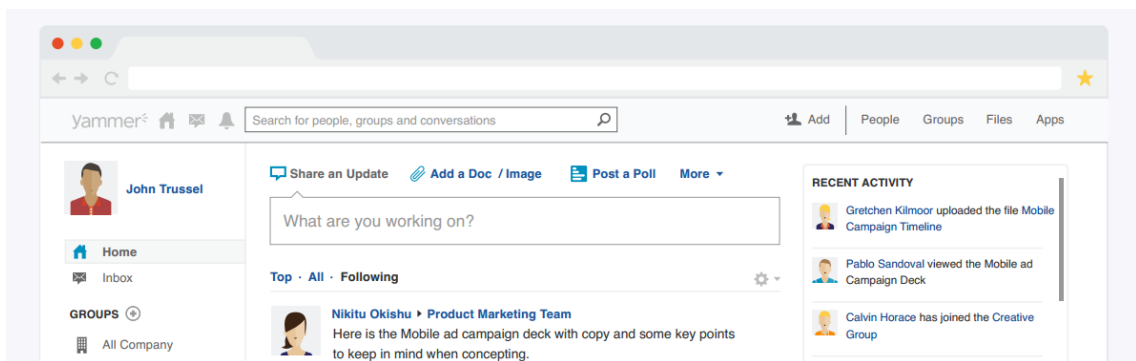 yammer
Search for people, groups and conversations
Add
People
Groups
Files
Apps
John Trussel
Home
Inbox
GROUPS
All Company
Share an Update
Add a Doc / Image
Post a Poll
More
What are you working on?
Top · All · Following
Nikitu Okishu ▸ Product Marketing Team
Here is the Mobile ad campaign deck with copy and some key points
to keep in mind when concepting.
RECENT ACTIVITY
Gretchen Kilmoor uploaded the file Mobile
Campaign Timeline
Pablo Sandoval viewed the Mobile ad
Campaign Deck
Calvin Horace has joined the Creative
Group